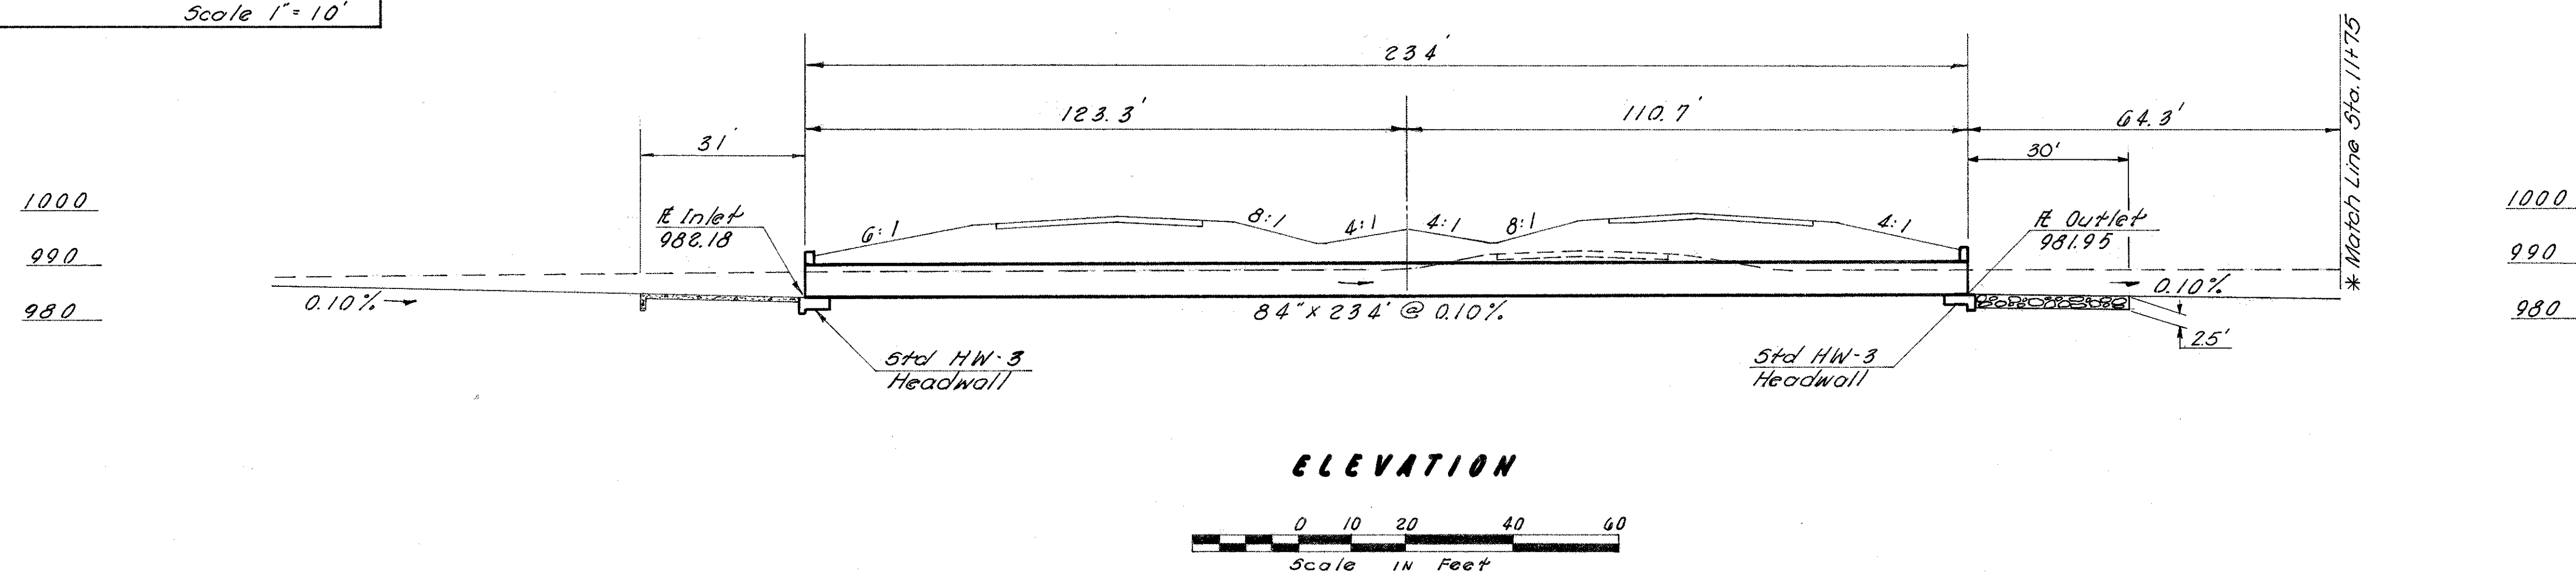 Scale 1"= 10'
234'
123.3'
110.7'
64.3'
31'
30'
* Match Line Sta. 11+75
1000
990
980
℄ Inlet
982.18
6:1
8:1
4:1
4:1
8:1
4:1
℄ Outlet
981.95
1000
990
980
0.10%
84" x 234' @ 0.10%
0.10%
2.5'
Std HW-3
Headwall
Std HW-3
Headwall
ELEVATION
0 10 20 40 60
Scale IN Feet